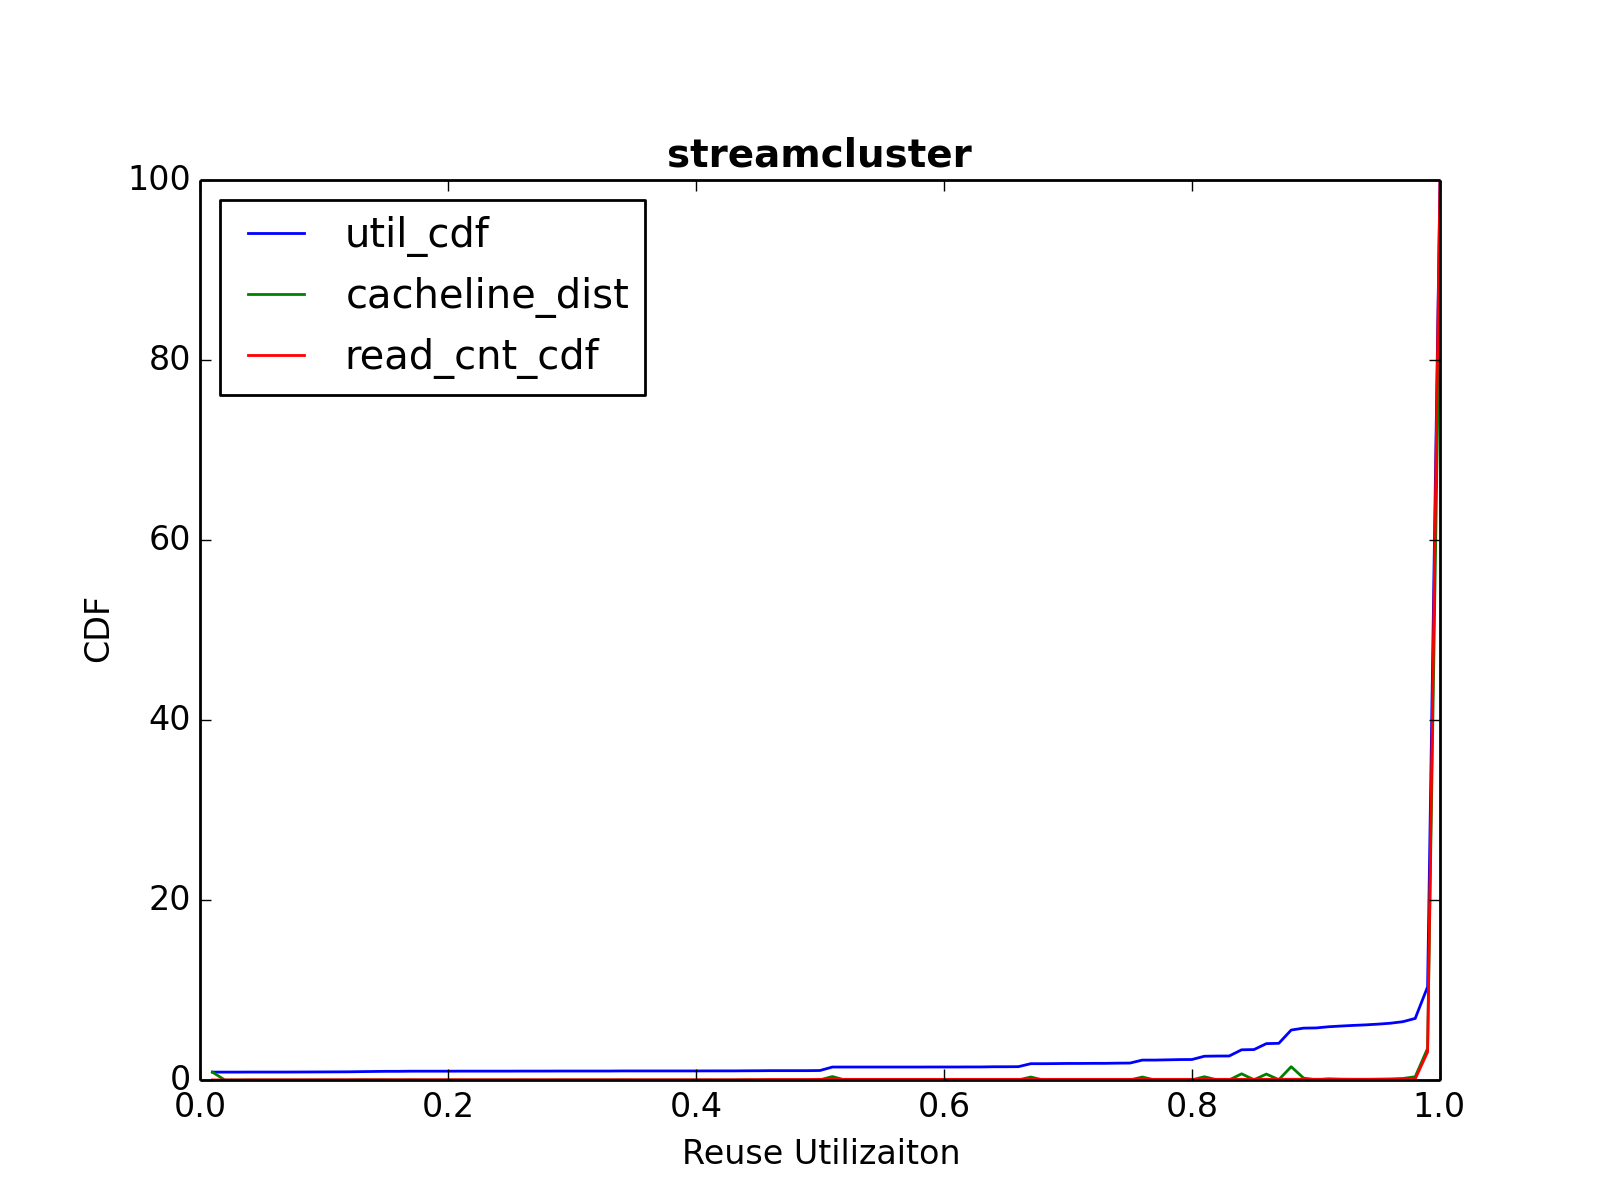 streamcluster
100
80
60
40
20
0
CDF
util_cdf
cacheline_dist
read_cnt_cdf
0.0 0.2 0.4 0.6 0.8 1.0
Reuse Utilizaiton